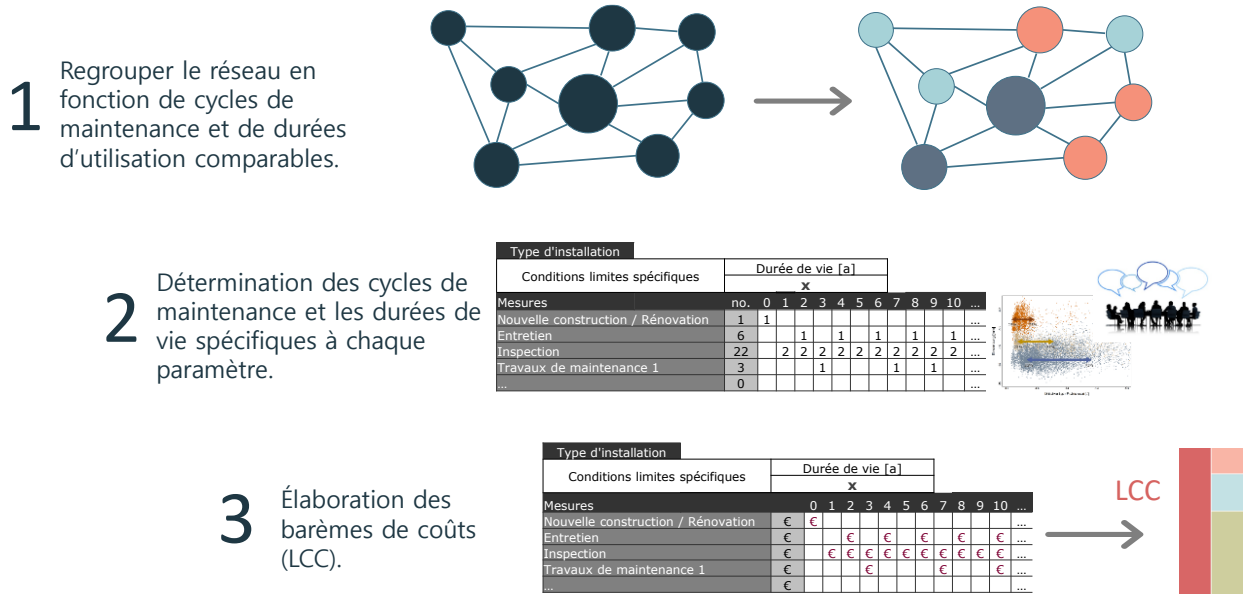 1
Regrouper le réseau en
fonction de cycles de
maintenance et de durées
d'utilisation comparables.
2
Détermination des cycles de
maintenance et les durées de
vie spécifiques à chaque
paramètre.
Type d'installation
Conditions limites spécifiques Durée de vie [a]
x
Mesures no. 0 1 2 3 4 5 6 7 8 9 10 ...
Nouvelle construction / Rénovation 1 1 ...
Entretien 6 1 1 1 1 1 ...
Inspection 22 2 2 2 2 2 2 2 2 2 2 ...
Travaux de maintenance 1 3 1 1 1 ...
... 0
3
Élaboration des
barèmes de coûts
(LCC).
Type d'installation
Conditions limites spécifiques Durée de vie [a]
x
Mesures 0 1 2 3 4 5 6 7 8 9 10 ...
Nouvelle construction / Rénovation € € ...
Entretien € € € € € € ...
Inspection € € € € € € € € € € € ...
Travaux de maintenance 1 € € € € ...
... € ...
LCC